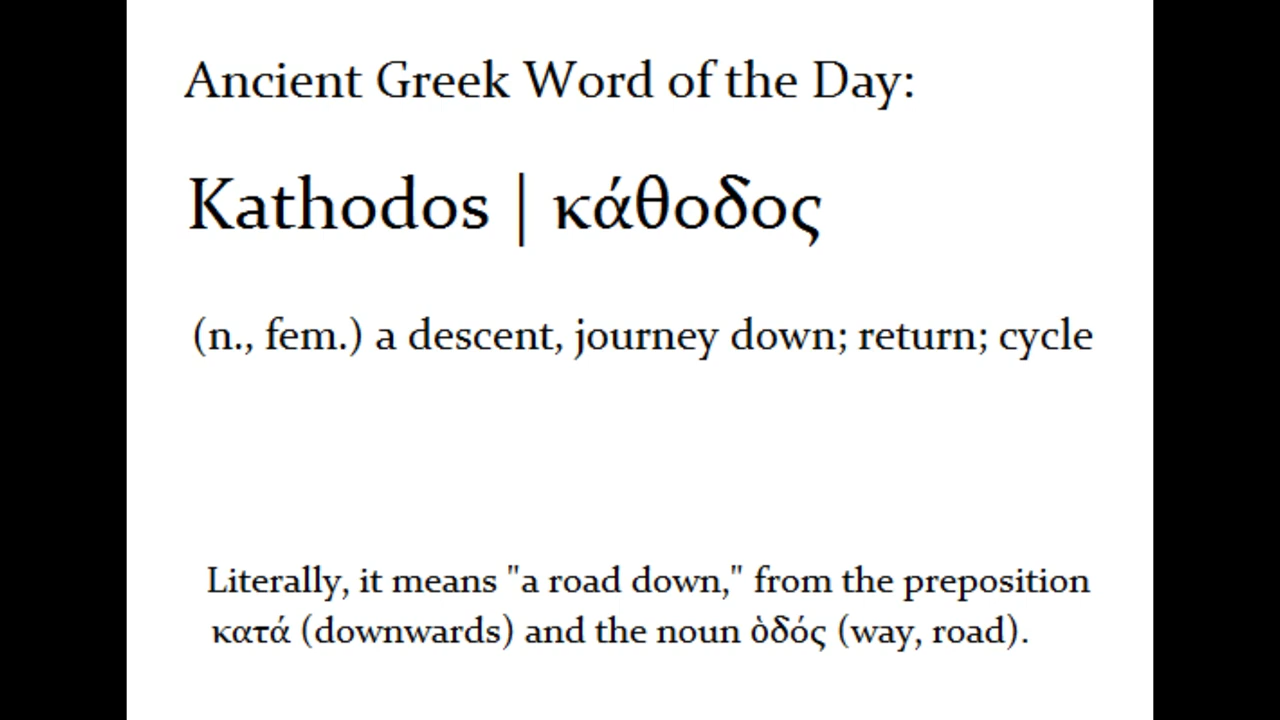 Ancient Greek Word of the Day:
Kathodos | κάθοδος
(n., fem.) a descent, journey down; return; cycle
Literally, it means "a road down," from the preposition
κατά (downwards) and the noun ὸδός (way, road).